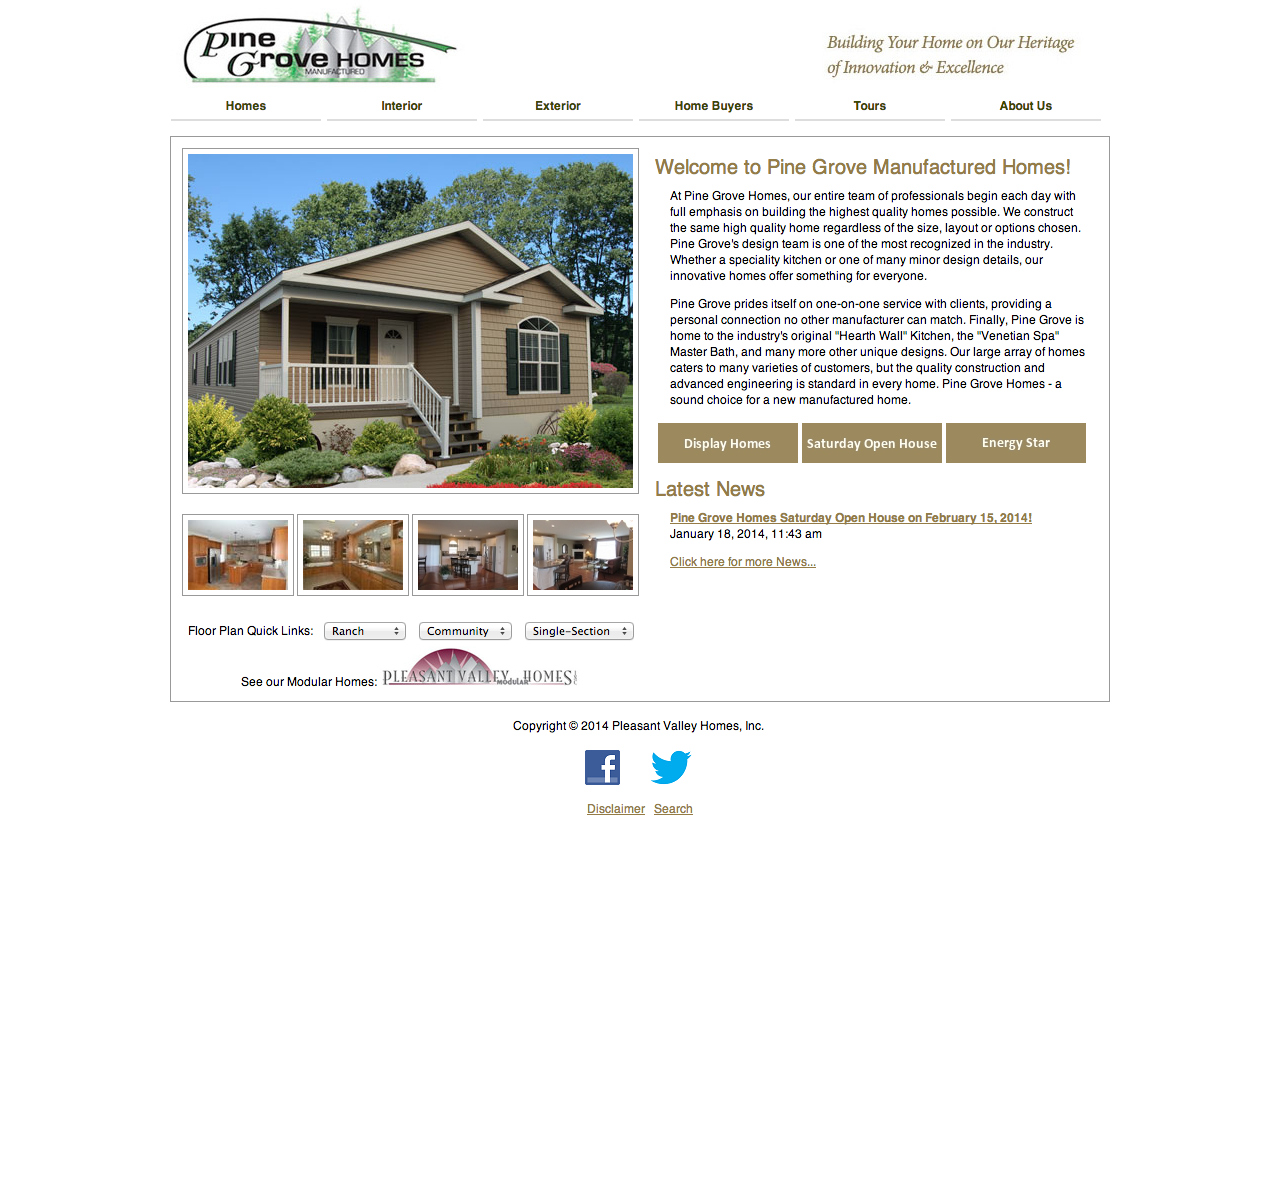 Pine
Grove HOMES
MANUFACTURED
Building Your Home on Our Heritage
of Innovation & Excellence
Homes Interior Exterior Home Buyers Tours About Us
Welcome to Pine Grove Manufactured Homes!
At Pine Grove Homes, our entire team of professionals begin each day with
full emphasis on building the highest quality homes possible. We construct
the same high quality home regardless of the size, layout or options chosen.
Pine Grove's design team is one of the most recognized in the industry.
Whether a speciality kitchen or one of many minor design details, our
innovative homes offer something for everyone.
Pine Grove prides itself on one-on-one service with clients, providing a
personal connection no other manufacturer can match. Finally, Pine Grove is
home to the industry's original "Hearth Wall" Kitchen, the "Venetian Spa"
Master Bath, and many more other unique designs. Our large array of homes
caters to many varieties of customers, but the quality construction and
advanced engineering is standard in every home. Pine Grove Homes - a
sound choice for a new manufactured home.
Display Homes Saturday Open House Energy Star
Latest News
Pine Grove Homes Saturday Open House on February 15, 2014!
January 18, 2014, 11:43 am
Click here for more News...
Floor Plan Quick Links: Ranch Community Single-Section
See our Modular Homes: PLEASANT VALLEY MODULAR HOMES
Copyright © 2014 Pleasant Valley Homes, Inc.
Disclaimer Search